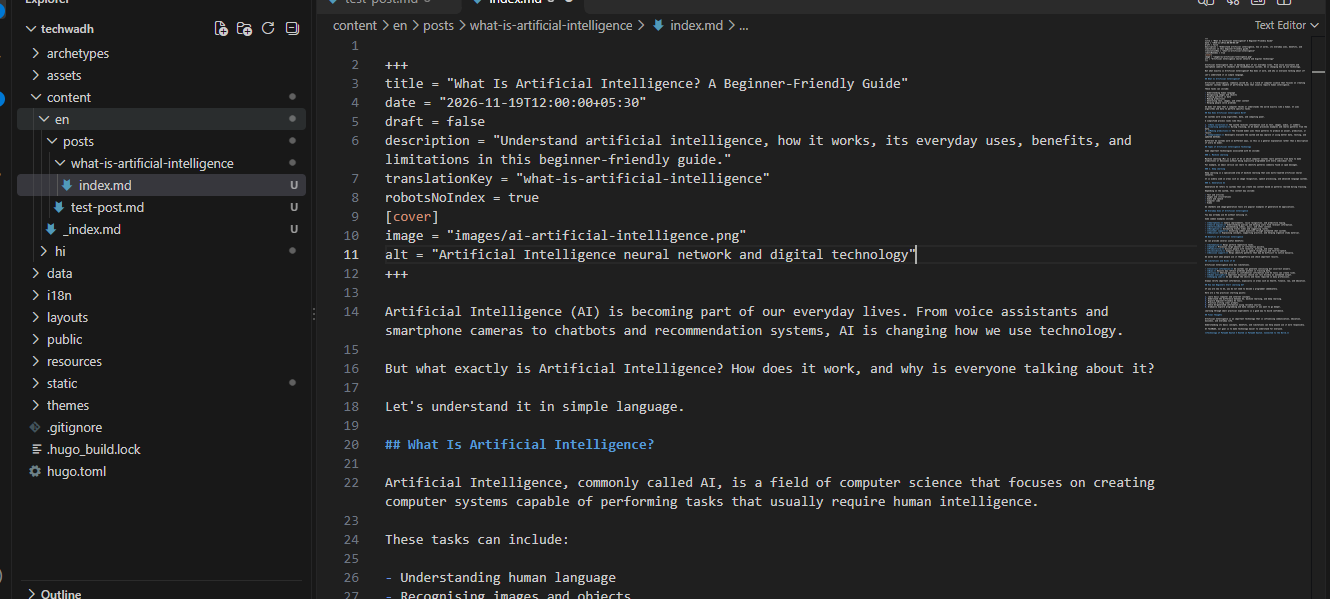 Explorer
test-post.md
index.md
techwadh
archetypes
assets
content
en
posts
what-is-artificial-intelligence
index.md U
test-post.md U
_index.md U
hi
data
i18n
layouts
public
resources
static
themes
.gitignore
.hugo_build.lock
hugo.toml
Outline
content > en > posts > what-is-artificial-intelligence > index.md > ...
Text Editor
1
2 +++
3 title = "What Is Artificial Intelligence? A Beginner-Friendly Guide"
4 date = "2026-11-19T12:00:00+05:30"
5 draft = false
6 description = "Understand artificial intelligence, how it works, its everyday uses, benefits, and
limitations in this beginner-friendly guide."
7 translationKey = "what-is-artificial-intelligence"
8 robotsNoIndex = true
9 [cover]
10 image = "images/ai-artificial-intelligence.png"
11 alt = "Artificial Intelligence neural network and digital technology"
12 +++
13
14 Artificial Intelligence (AI) is becoming part of our everyday lives. From voice assistants and
smartphone cameras to chatbots and recommendation systems, AI is changing how we use technology.
15
16 But what exactly is Artificial Intelligence? How does it work, and why is everyone talking about it?
17
18 Let's understand it in simple language.
19
20 ## What Is Artificial Intelligence?
21
22 Artificial Intelligence, commonly called AI, is a field of computer science that focuses on creating
computer systems capable of performing tasks that usually require human intelligence.
23
24 These tasks can include:
25
26 - Understanding human language
27 - Recognising images and objects